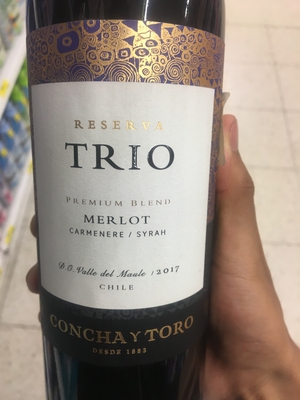 RESERVA
TRIO
PREMIUM BLEND
MERLOT
CARMENERE / SYRAH
D.O. Valle del Maule / 2017
CHILE
CONCHA Y TORO
DESDE 1883